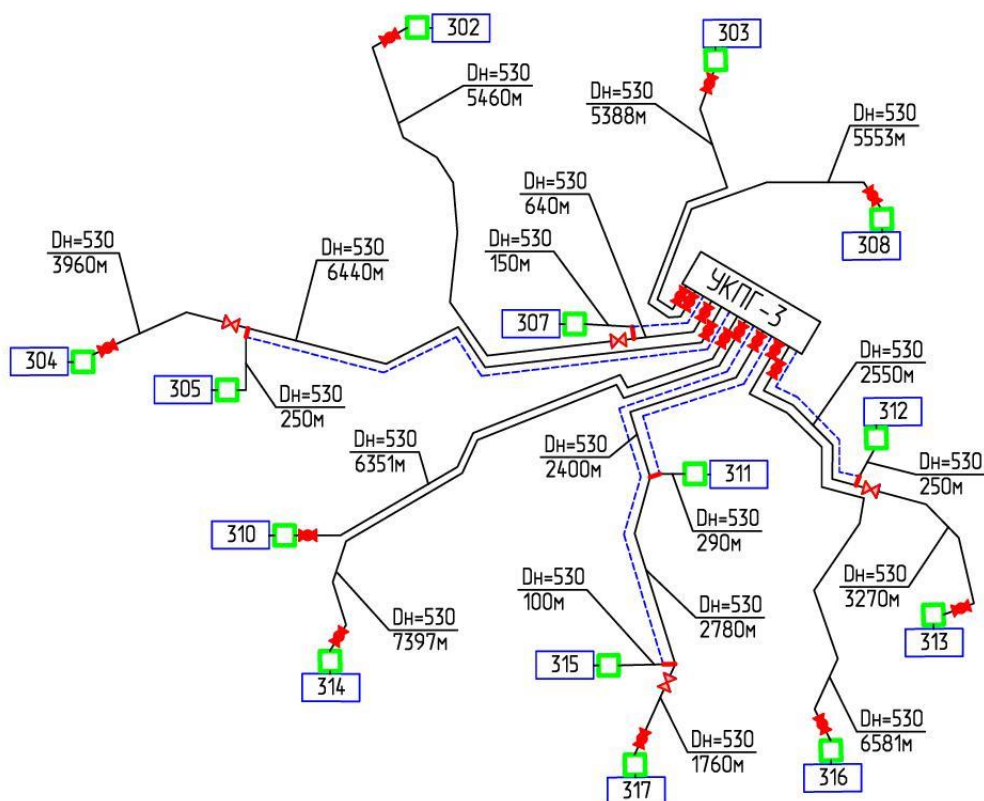 302
303
Dн=530
5460м
Dн=530
5388м
Dн=530
5553м
Dн=530
640м
308
Dн=530
3960м
Dн=530
6440м
Dн=530
150м
УКПГ-3
307
304
305
Dн=530
250м
Dн=530
2550м
312
Dн=530
6351м
Dн=530
2400м
311
Dн=530
250м
310
Dн=530
290м
Dн=530
100м
Dн=530
3270м
Dн=530
7397м
Dн=530
2780м
313
315
314
Dн=530
6581м
Dн=530
1760м
317
316